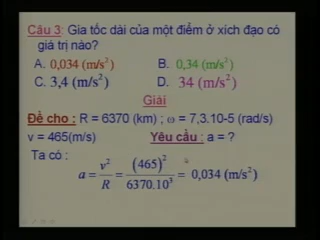 Câu 3: Gia tốc dài của một điểm ở xích đạo có
giá trị nào?
A. 0,034 (m/s²) B. 0,34 (m/s²)
C. 3,4 (m/s²) D. 34 (m/s²)
Giải
Đề cho : R = 6370 (km) ; ω = 7,3.10-5 (rad/s)
v = 465(m/s) Yêu cầu : a = ?
Ta có :
a = v²/R = (465)²/6370.10³ = 0,034 (m/s²)